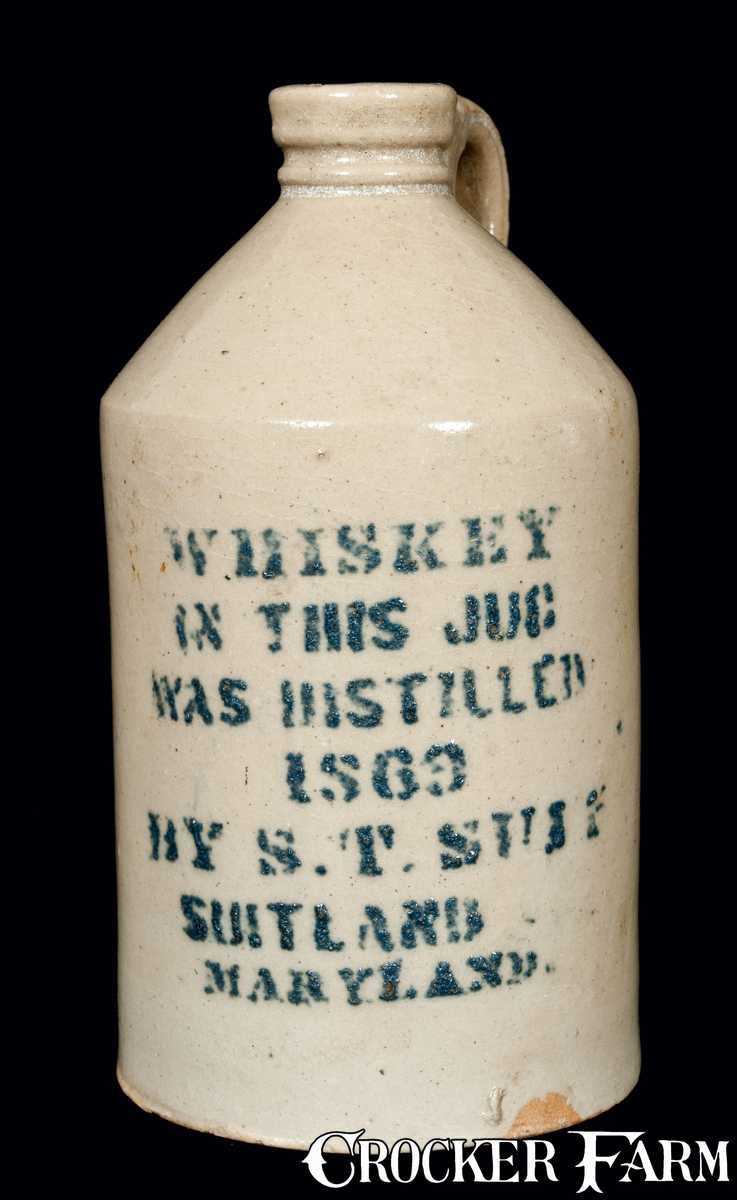 WHISKEY
IN THIS JUG
WAS DISTILLED
1869
BY S.T. SUIT
SUITLAND
MARYLAND.
CROCKER FARM